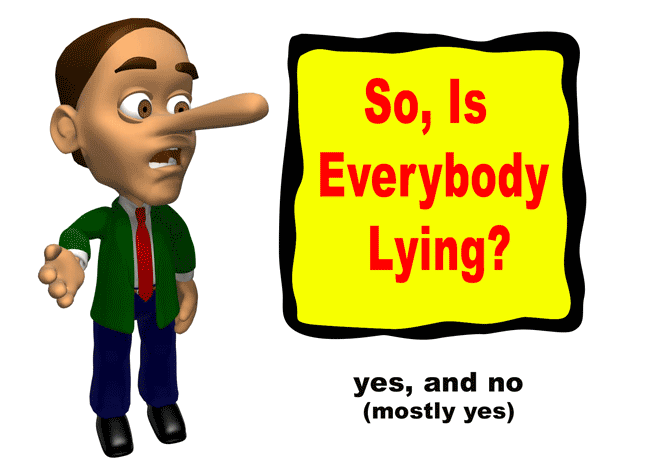 So, Is
Everybody
Lying?
yes, and no
(mostly yes)